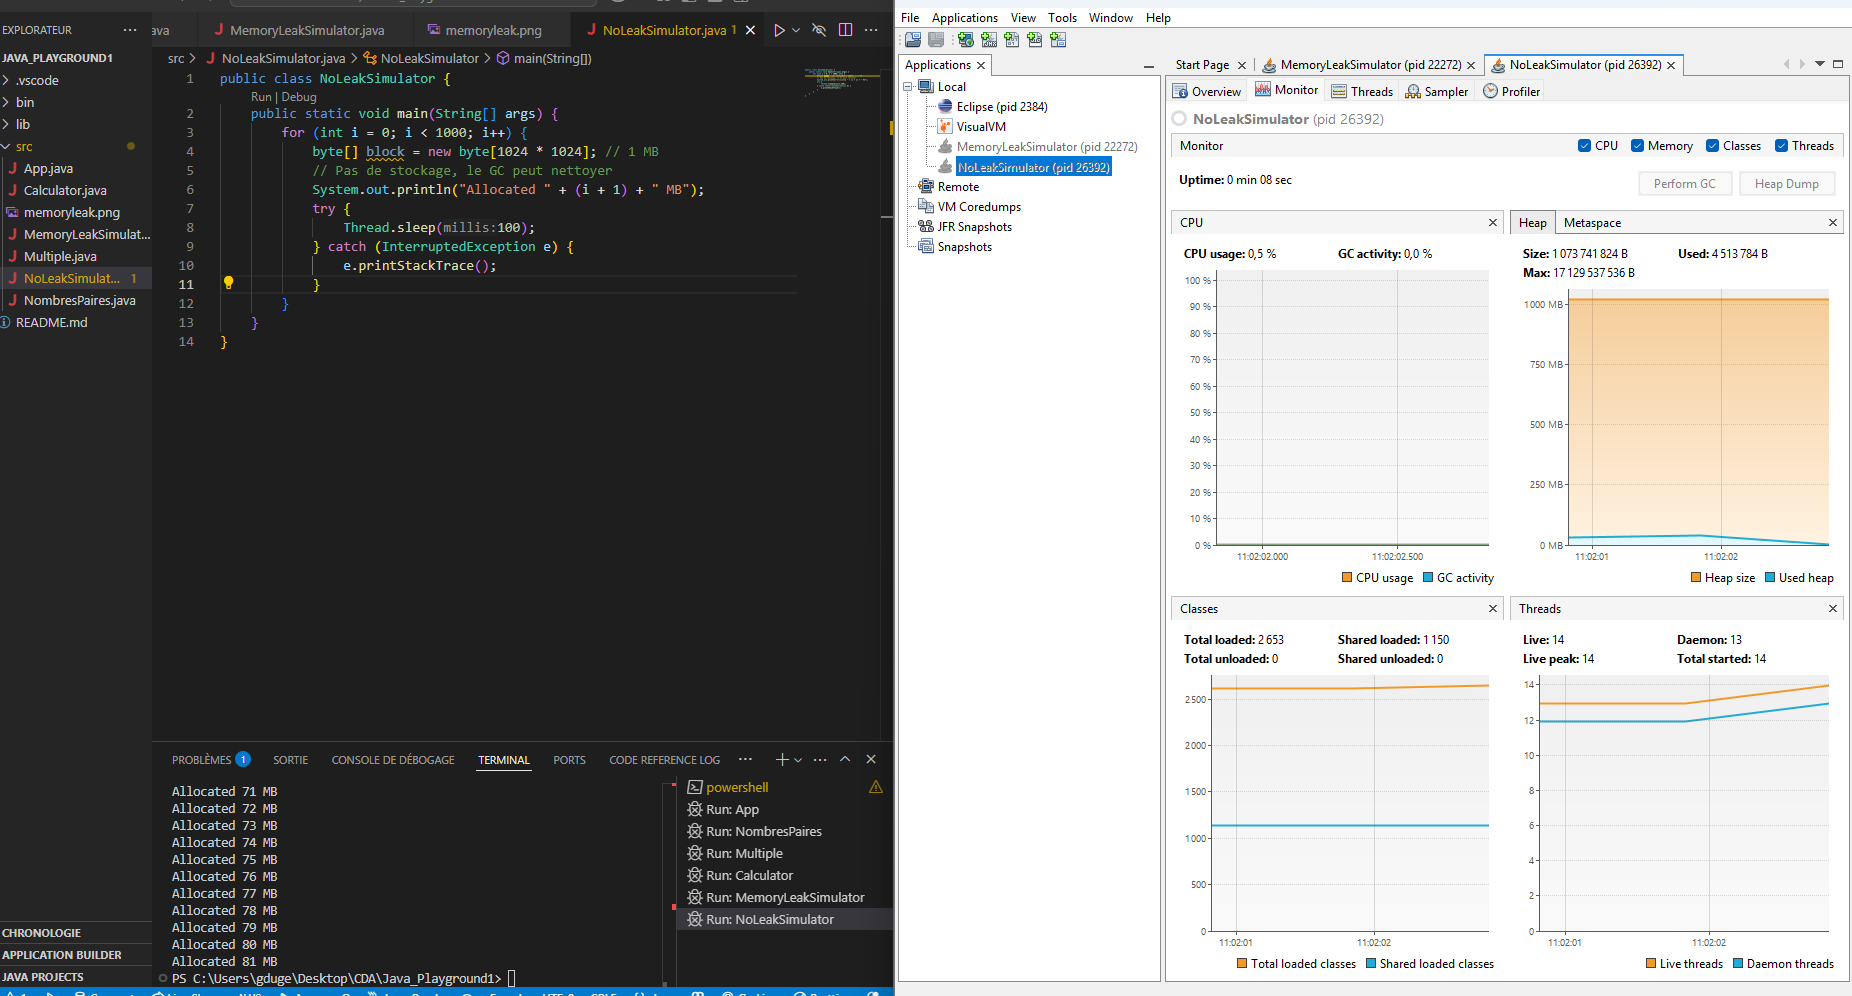 EXPLORATEUR
JAVA_PLAYGROUND1
.vscode
bin
lib
src
App.java
Calculator.java
memoryleak.png
MemoryLeakSimulat...
Multiple.java
NoLeakSimulat... 1
NombresPaires.java
README.md
CHRONOLOGIE
APPLICATION BUILDER
JAVA PROJECTS
ava MemoryLeakSimulator.java memoryleak.png NoLeakSimulator.java 1
src > NoLeakSimulator.java > NoLeakSimulator > main(String[])
1 public class NoLeakSimulator {
Run | Debug
2 public static void main(String[] args) {
3 for (int i = 0; i < 1000; i++) {
4 byte[] block = new byte[1024 * 1024]; // 1 MB
5 // Pas de stockage, le GC peut nettoyer
6 System.out.println("Allocated " + (i + 1) + " MB");
7 try {
8 Thread.sleep(millis:100);
9 } catch (InterruptedException e) {
10 e.printStackTrace();
11 }
12 }
13 }
14 }
PROBLÈMES 1 SORTIE CONSOLE DE DÉBOGAGE TERMINAL PORTS CODE REFERENCE LOG
Allocated 71 MB
Allocated 72 MB
Allocated 73 MB
Allocated 74 MB
Allocated 75 MB
Allocated 76 MB
Allocated 77 MB
Allocated 78 MB
Allocated 79 MB
Allocated 80 MB
Allocated 81 MB
PS C:\Users\gduge\Desktop\CDA\Java_Playground1>
powershell
Run: App
Run: NombresPaires
Run: Multiple
Run: Calculator
Run: MemoryLeakSimulator
Run: NoLeakSimulator
File Applications View Tools Window Help
Applications
Local
Eclipse (pid 2384)
VisualVM
MemoryLeakSimulator (pid 22272)
NoLeakSimulator (pid 26392)
Remote
VM Coredumps
JFR Snapshots
Snapshots
Start Page MemoryLeakSimulator (pid 22272) NoLeakSimulator (pid 26392)
Overview Monitor Threads Sampler Profiler
NoLeakSimulator (pid 26392)
Monitor CPU Memory Classes Threads
Uptime: 0 min 08 sec
Perform GC Heap Dump
CPU
CPU usage: 0,5 % GC activity: 0,0 %
100 %
90 %
80 %
70 %
60 %
50 %
40 %
30 %
20 %
10 %
0 %
11:02:02.000 11:02:02.500
CPU usage GC activity
Heap Metaspace
Size: 1 073 741 824 B Used: 4 513 784 B
Max: 17 129 537 536 B
1000 MB
750 MB
500 MB
250 MB
0 MB
11:02:01 11:02:02
Heap size Used heap
Classes
Total loaded: 2 653 Shared loaded: 1 150
Total unloaded: 0 Shared unloaded: 0
2 500
2 000
1 500
1 000
500
0
11:02:01 11:02:02
Total loaded classes Shared loaded classes
Threads
Live: 14 Daemon: 13
Live peak: 14 Total started: 14
14
12
10
8
6
4
2
0
11:02:01 11:02:02
Live threads Daemon threads